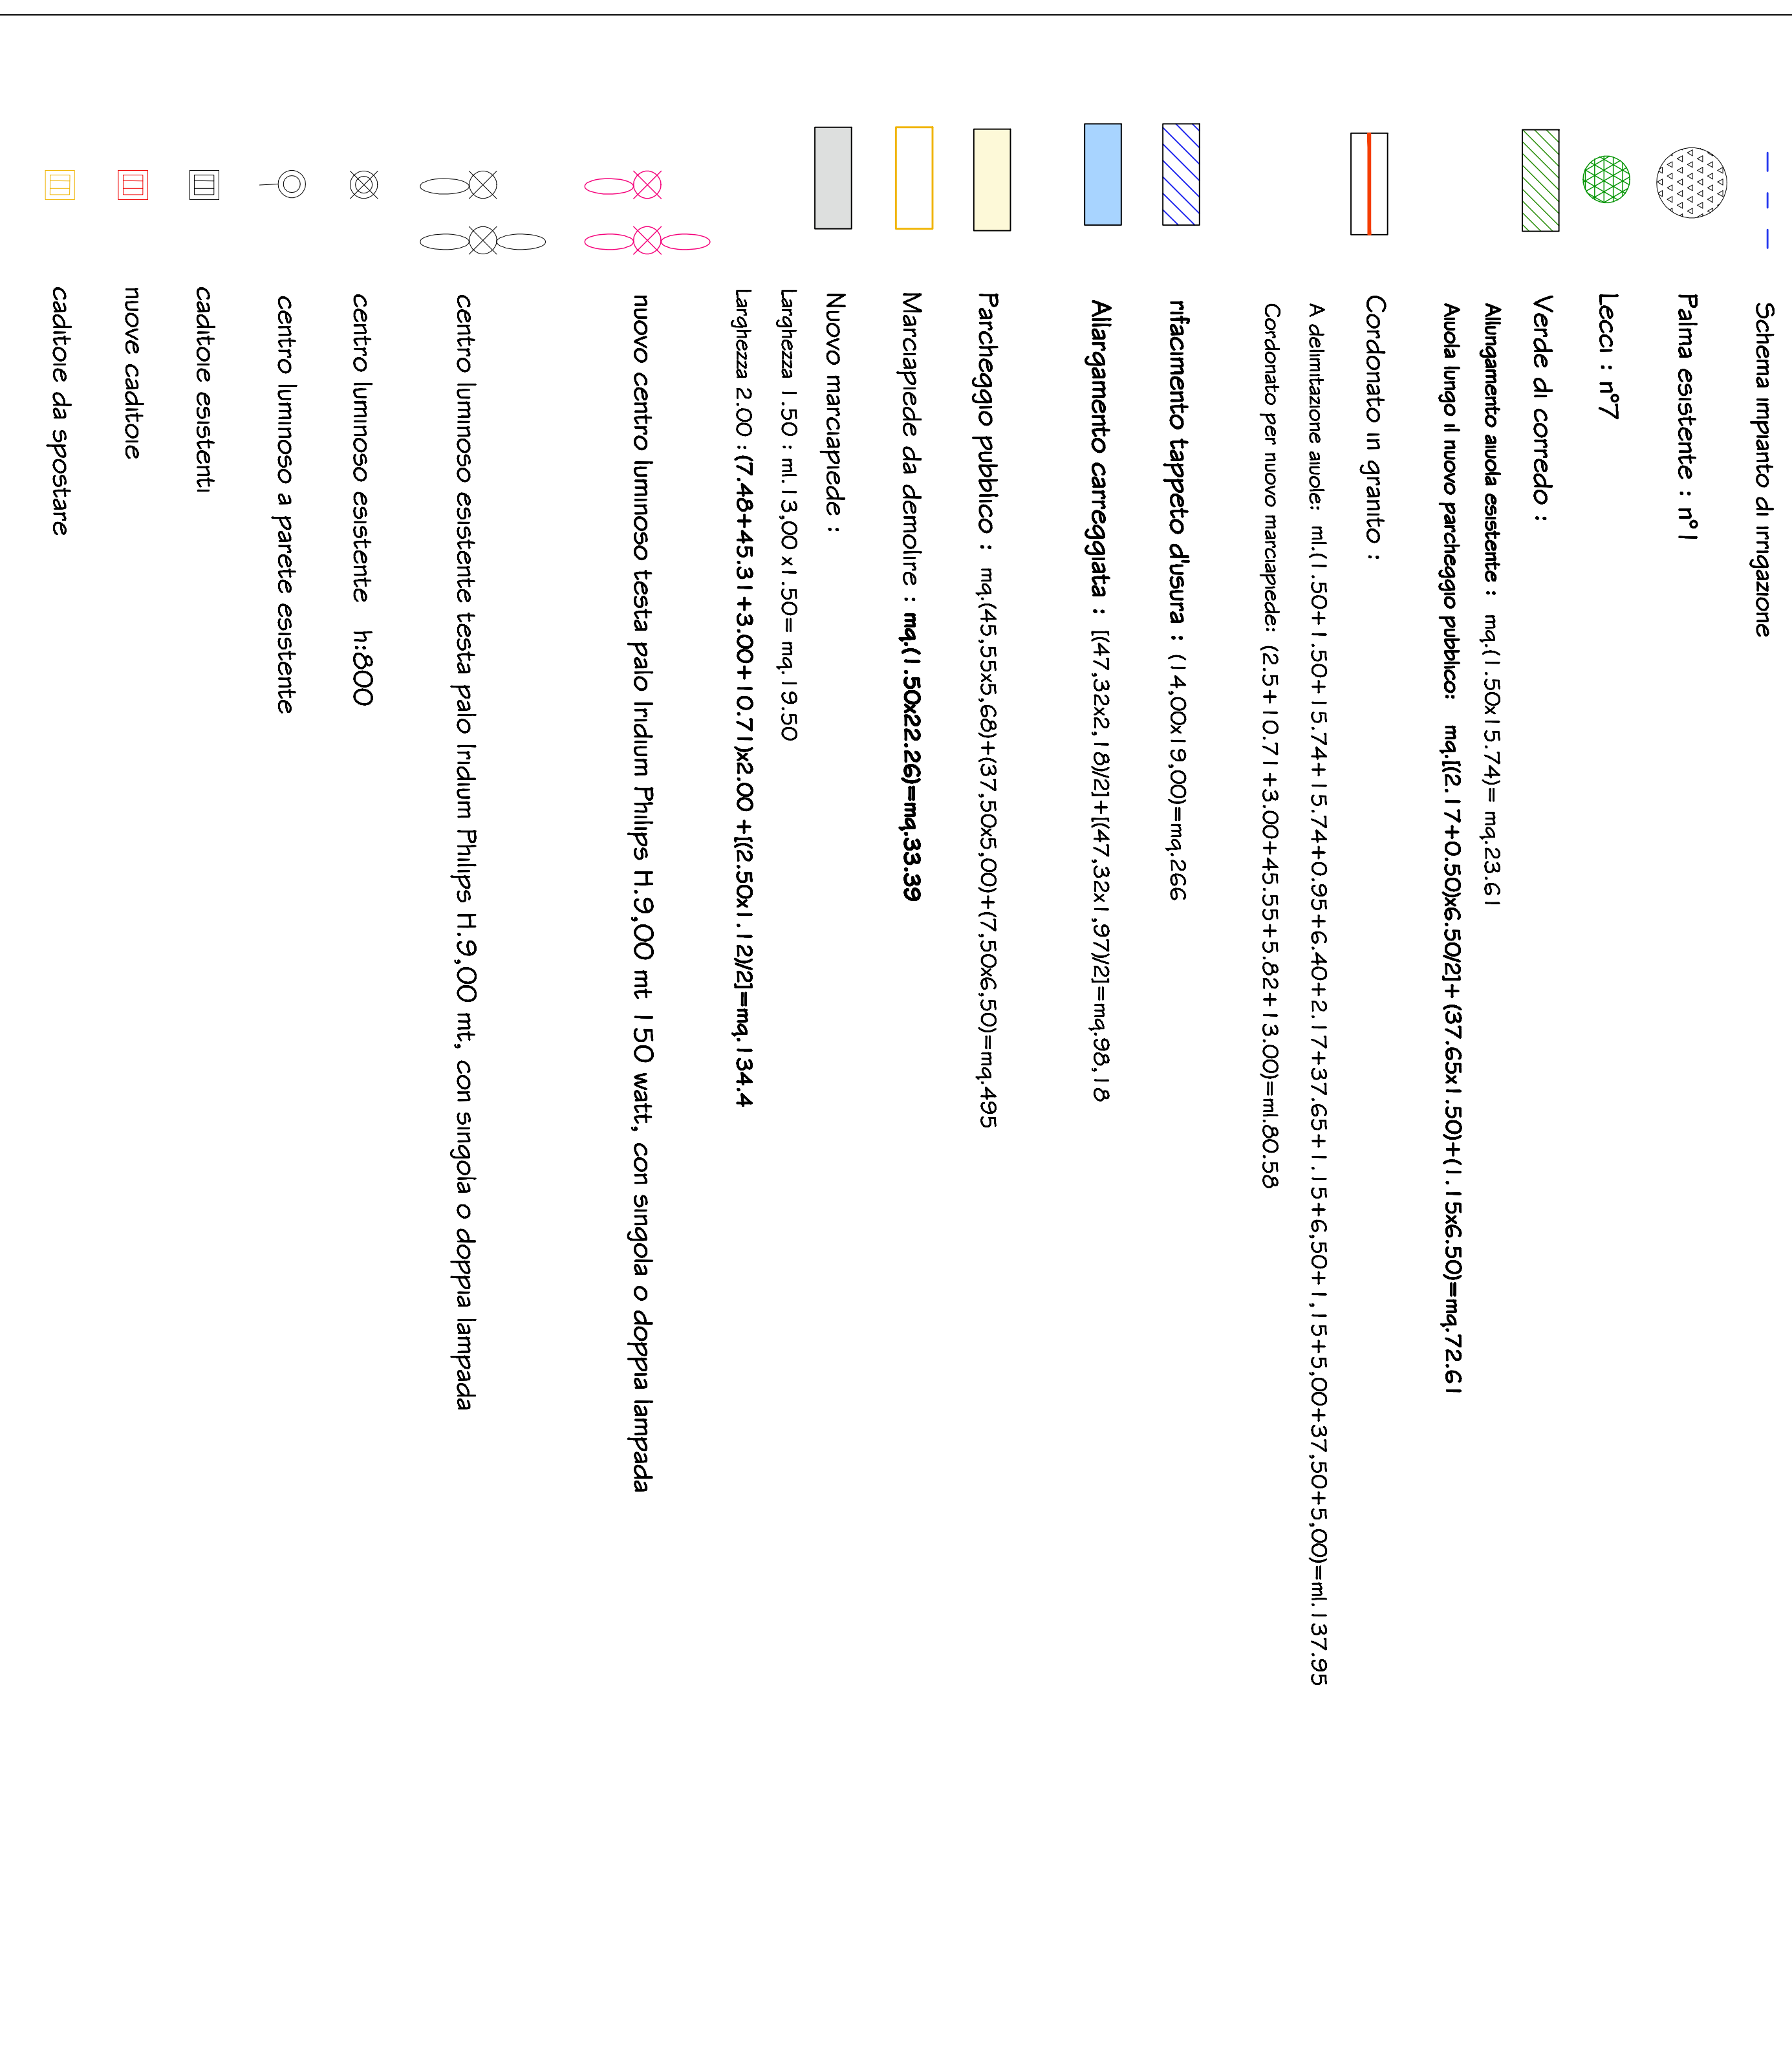 Schema impianto di irrigazione
Palma esistente : n°1
Lecci : n°7
Verde di corredo :
Allungamento aiuola esistente : mq.(1.50x15.74)= mq.23.61
Aiuola lungo il nuovo parcheggio pubblico: mq.[(2.17+0.50)x6.50/2]+(37.65x1.50)+(1.15x6.50)=mq.72.61
Cordonato in granito :
A delimitazione aiuole: ml.(1.50+1.50+15.74+15.74+0.95+6.40+2.17+37.65+1.15+6,50+1,15+5,00+37,50+5,00)=ml.137.95
Cordonato per nuovo marciapiede: (2.5+10.71+3.00+45.55+5.82+13.00)=ml.80.58
rifacimento tappeto d'usura : (14,00x19,00)=mq.266
Allargamento carreggiata : [(47,32x2,18)/2]+[(47,32x1,97)/2]=mq.98,18
Parcheggio pubblico : mq.(45,55x5,68)+(37,50x5,00)+(7,50x6,50)=mq.495
Marciapiede da demolire : mq.(1.50x22.26)=mq.33.39
Nuovo marciapiede :
Larghezza 1.50 : ml.13,00 x1.50= mq.19.50
Larghezza 2.00 : (7.48+45.31+3.00+10.71)x2.00 +[(2.50x1.12)/2]=mq.134.4
nuovo centro luminoso testa palo Iridium Philips H.9,00 mt 150 watt, con singola o doppia lampada
centro luminoso esistente testa palo Iridium Philips H.9,00 mt, con singola o doppia lampada
centro luminoso esistente h:800
centro luminoso a parete esistente
caditoie esistenti
nuove caditoie
caditoie da spostare